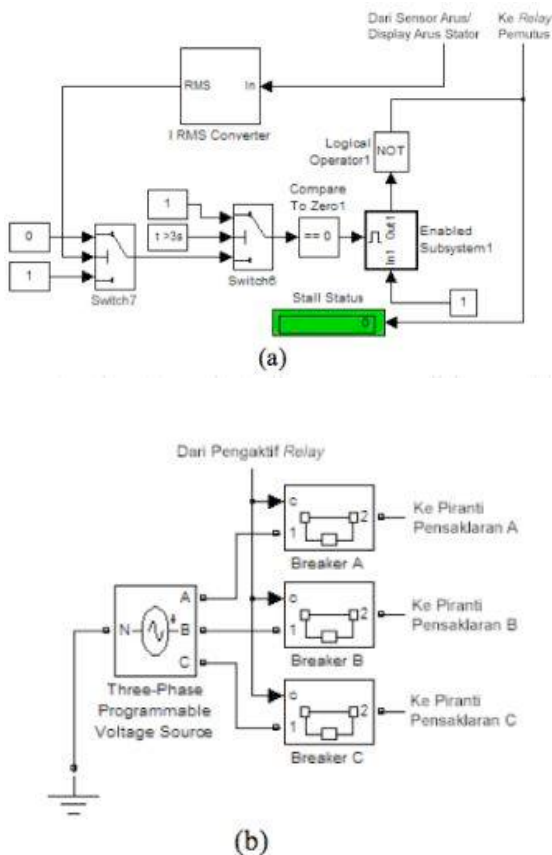 Dari Sensor Arus/
Display Arus Stator
Ke Relay
Pemutus
RMS
In
I RMS Converter
Logical
Operator1
NOT
Compare
To Zero1
1
0
t >3s
== 0
Out1
In1
Enabled
Subsystem1
1
Switch7
Switch6
1
Stall Status
0
(a)
Dari Pengaktif Relay
c
1
2
Breaker A
Ke Piranti
Pensaklaran A
A
N
B
C
Three-Phase
Programmable
Voltage Source
c
1
2
Breaker B
Ke Piranti
Pensaklaran B
c
1
2
Breaker C
Ke Piranti
Pensaklaran C
(b)